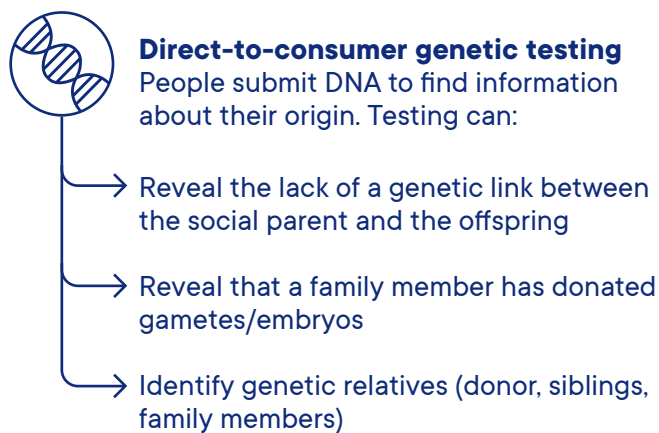 Direct-to-consumer genetic testing
People submit DNA to find information
about their origin. Testing can:
Reveal the lack of a genetic link between
the social parent and the offspring
Reveal that a family member has donated
gametes/embryos
Identify genetic relatives (donor, siblings,
family members)